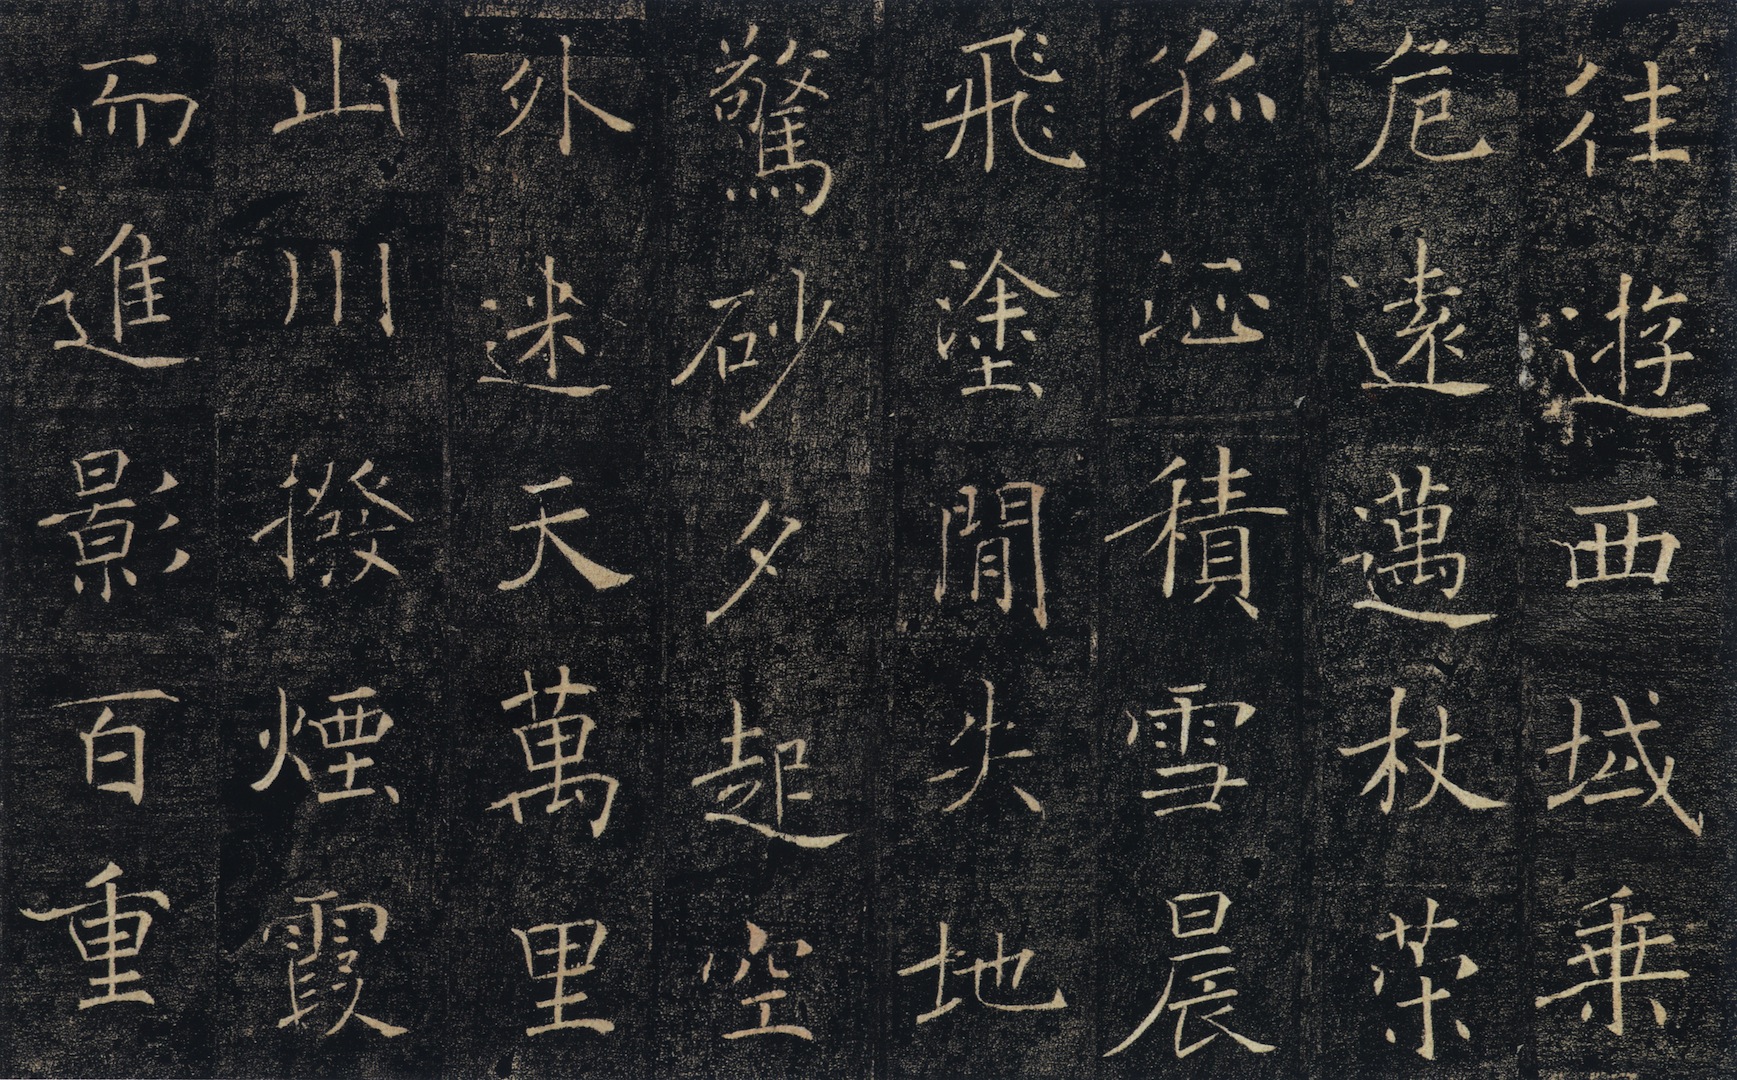 往遊西域乘
危遠邁杖策
孤征積雪晨
飛塗閒失地
驚砂夕起空
外迷天萬里
山川撥煙霞
而進影百重